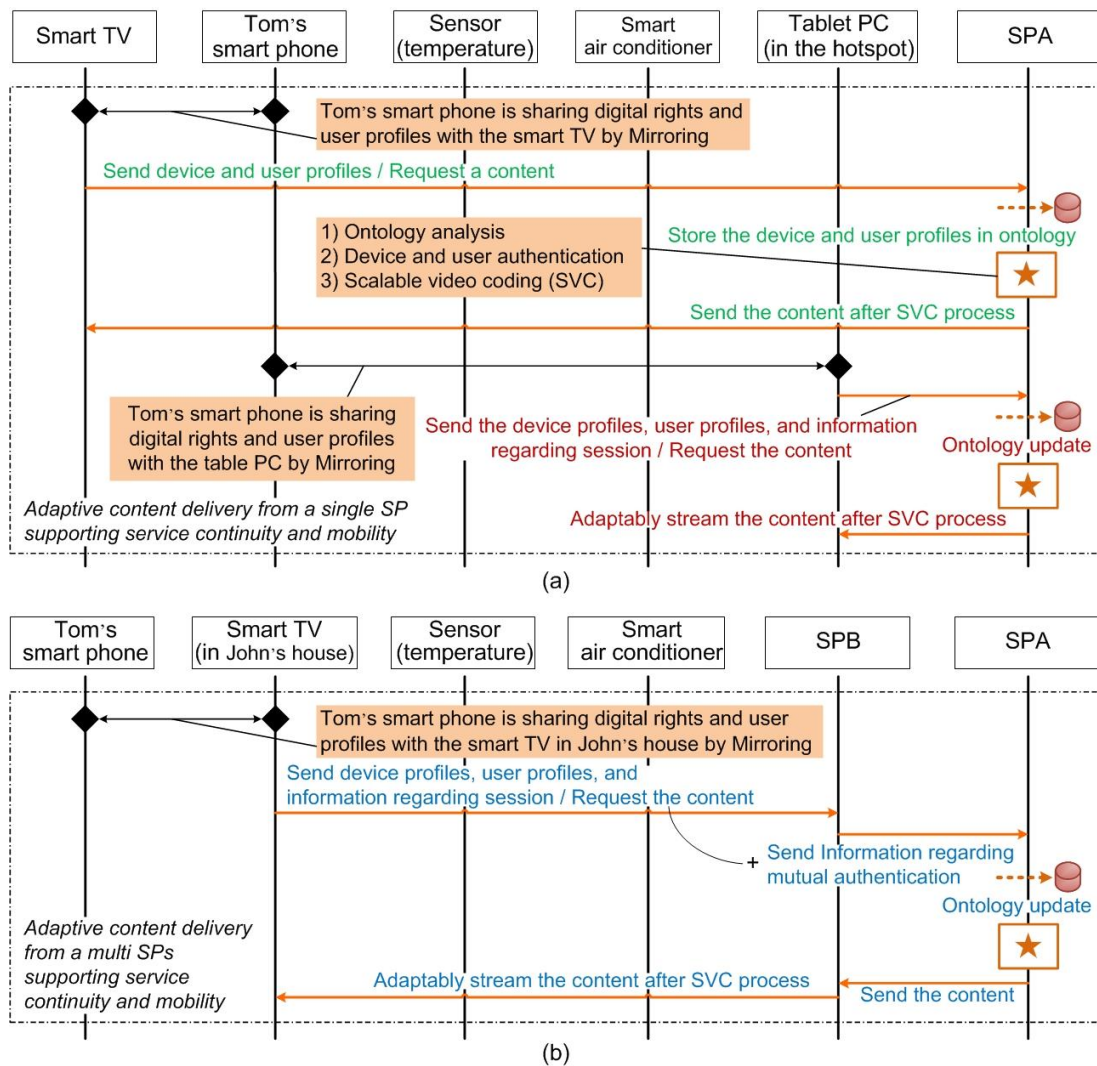 Smart TV
Tom's
smart phone
Sensor
(temperature)
Smart
air conditioner
Tablet PC
(in the hotspot)
SPA
Tom's smart phone is sharing digital rights and
user profiles with the smart TV by Mirroring
Send device and user profiles / Request a content
1) Ontology analysis
2) Device and user authentication
3) Scalable video coding (SVC)
Store the device and user profiles in ontology
Send the content after SVC process
Tom's smart phone is sharing
digital rights and user profiles
with the table PC by Mirroring
Send the device profiles, user profiles, and information
regarding session / Request the content
Ontology update
Adaptive content delivery from a single SP
supporting service continuity and mobility
Adaptably stream the content after SVC process
(a)
Tom's
smart phone
Smart TV
(in John's house)
Sensor
(temperature)
Smart
air conditioner
SPB
SPA
Tom's smart phone is sharing digital rights and user
profiles with the smart TV in John's house by Mirroring
Send device profiles, user profiles, and
information regarding session / Request the content
+ Send Information regarding
mutual authentication
Ontology update
Adaptive content delivery
from a multi SPs
supporting service
continuity and mobility
Adaptably stream the content after SVC process
Send the content
(b)